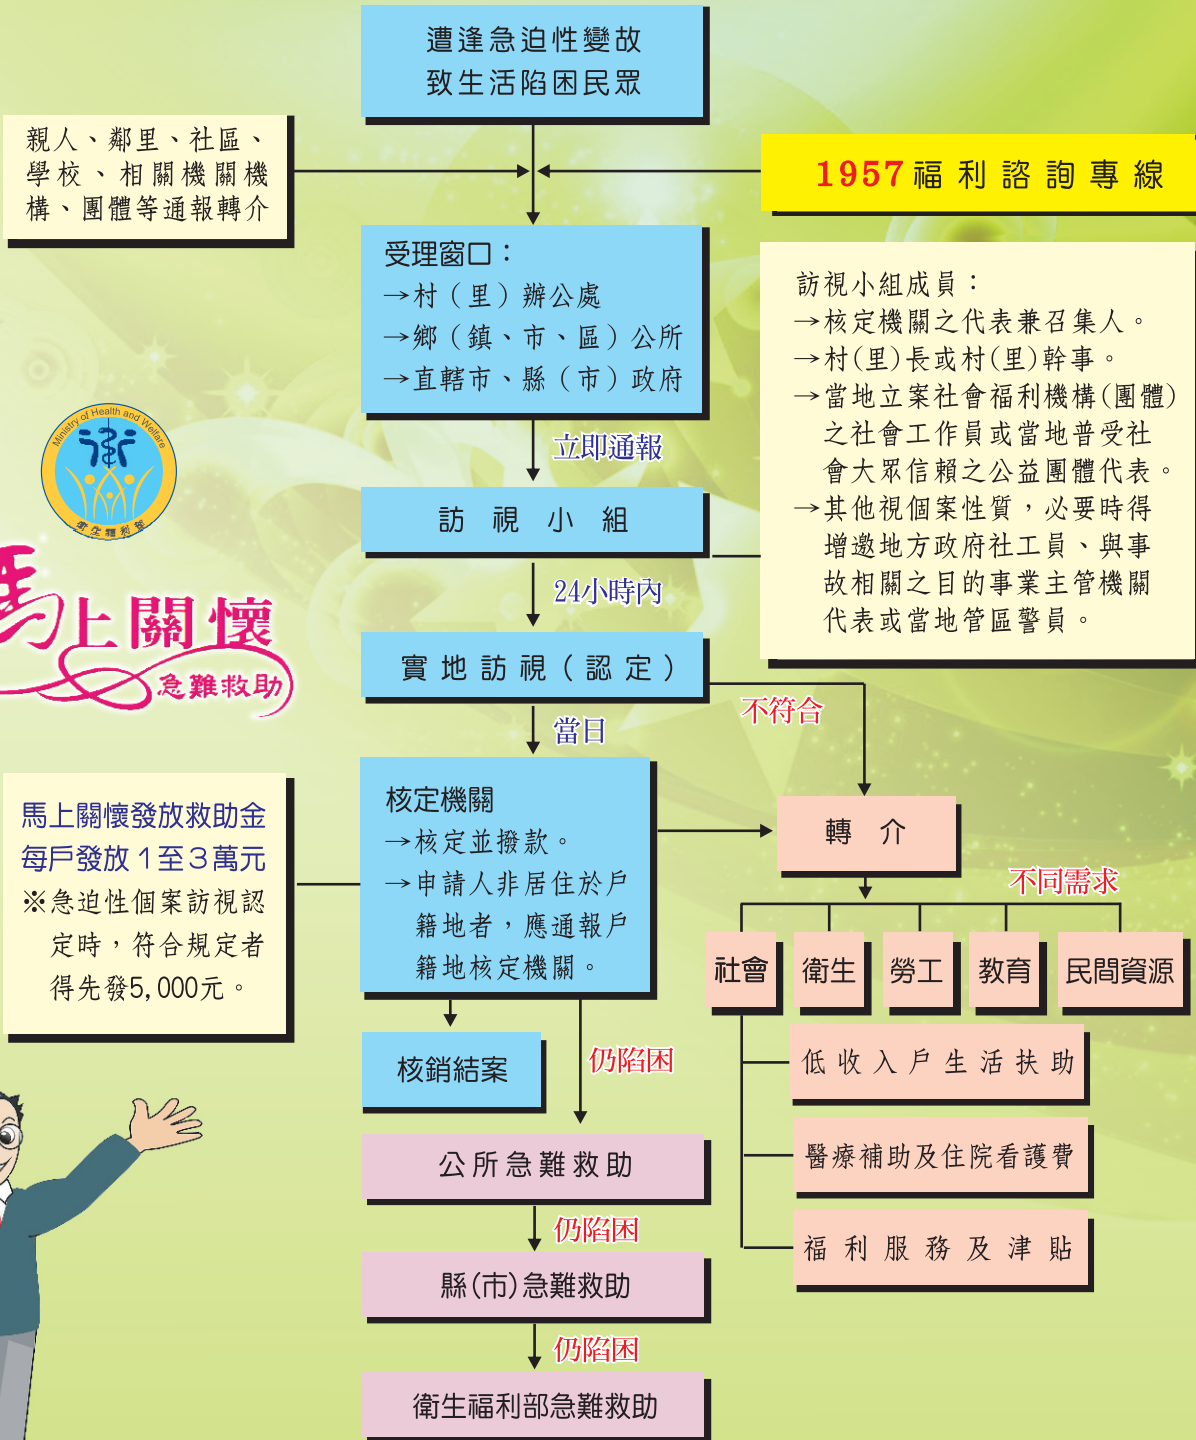 遭逢急迫性變故
致生活陷困民眾
親人、鄰里、社區、
學校、相關機關機
構、團體等通報轉介
1957福利諮詢專線
受理窗口：
→村（里）辦公處
→鄉（鎮、市、區）公所
→直轄市、縣（市）政府
訪視小組成員：
→核定機關之代表兼召集人。
→村(里)長或村(里)幹事。
→當地立案社會福利機構(團體)
之社會工作員或當地普受社
會大眾信賴之公益團體代表。
→其他視個案性質，必要時得
增邀地方政府社工員、與事
故相關之目的事業主管機關
代表或當地管區警員。
立即通報
訪視小組
24小時內
實地訪視(認定)
Ministry of Health and Welfare
衛生福利部
馬上關懷
急難救助
不符合
當日
馬上關懷發放救助金
每戶發放1至3萬元
※急迫性個案訪視認
定時，符合規定者
得先發5,000元。
核定機關
→核定並撥款。
→申請人非居住於戶
籍地者，應通報戶
籍地核定機關。
轉介
不同需求
社會
衛生
勞工
教育
民間資源
核銷結案
仍陷困
低收入戶生活扶助
醫療補助及住院看護費
福利服務及津貼
公所急難救助
仍陷困
縣(市)急難救助
仍陷困
衛生福利部急難救助